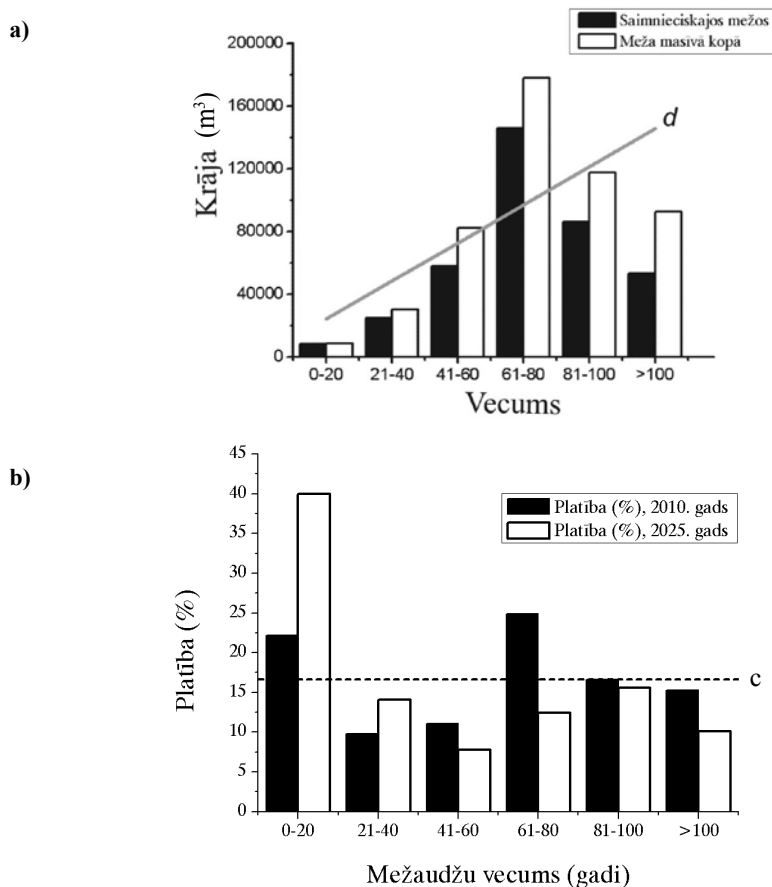 a)
Saimnieciskajos mežos
Meža masīvā kopā
Krāja (m³)
200000
160000
120000
80000
40000
0
d
0-20 21-40 41-60 61-80 81-100 >100
Vecums
b)
Platība (%), 2010. gads
Platība (%), 2025. gads
Platība (%)
45
40
35
30
25
20
15
10
5
0
c
0-20 21-40 41-60 61-80 81-100 >100
Mežaudžu vecums (gadi)